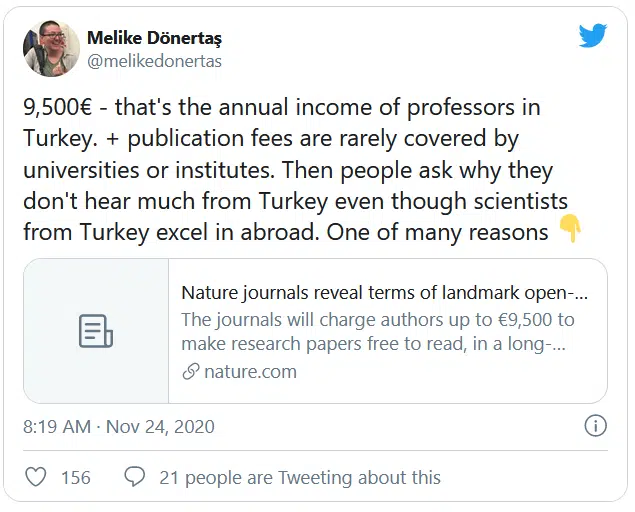 Melike Dönertaş
@melikedonertas
9,500€ - that's the annual income of professors in
Turkey. + publication fees are rarely covered by
universities or institutes. Then people ask why they
don't hear much from Turkey even though scientists
from Turkey excel in abroad. One of many reasons 👇
Nature journals reveal terms of landmark open-...
The journals will charge authors up to €9,500 to
make research papers free to read, in a long-...
nature.com
8:19 AM · Nov 24, 2020
156
21 people are Tweeting about this